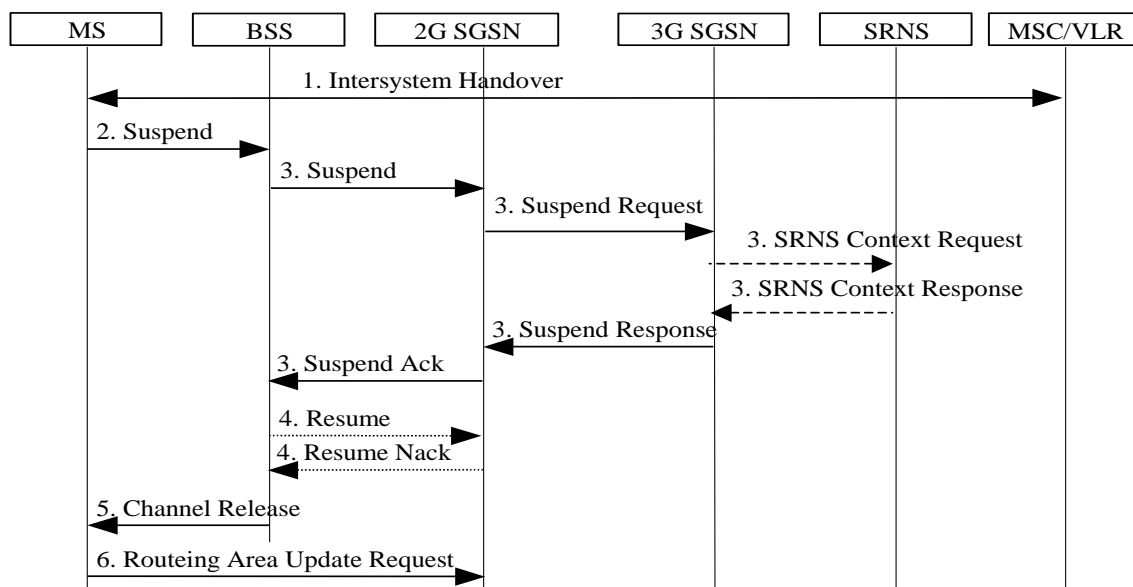 MS BSS 2G SGSN 3G SGSN SRNS MSC/VLR
1. Intersystem Handover
2. Suspend
3. Suspend
3. Suspend Request
3. SRNS Context Request
3. SRNS Context Response
3. Suspend Response
3. Suspend Ack
4. Resume
4. Resume Nack
5. Channel Release
6. Routeing Area Update Request